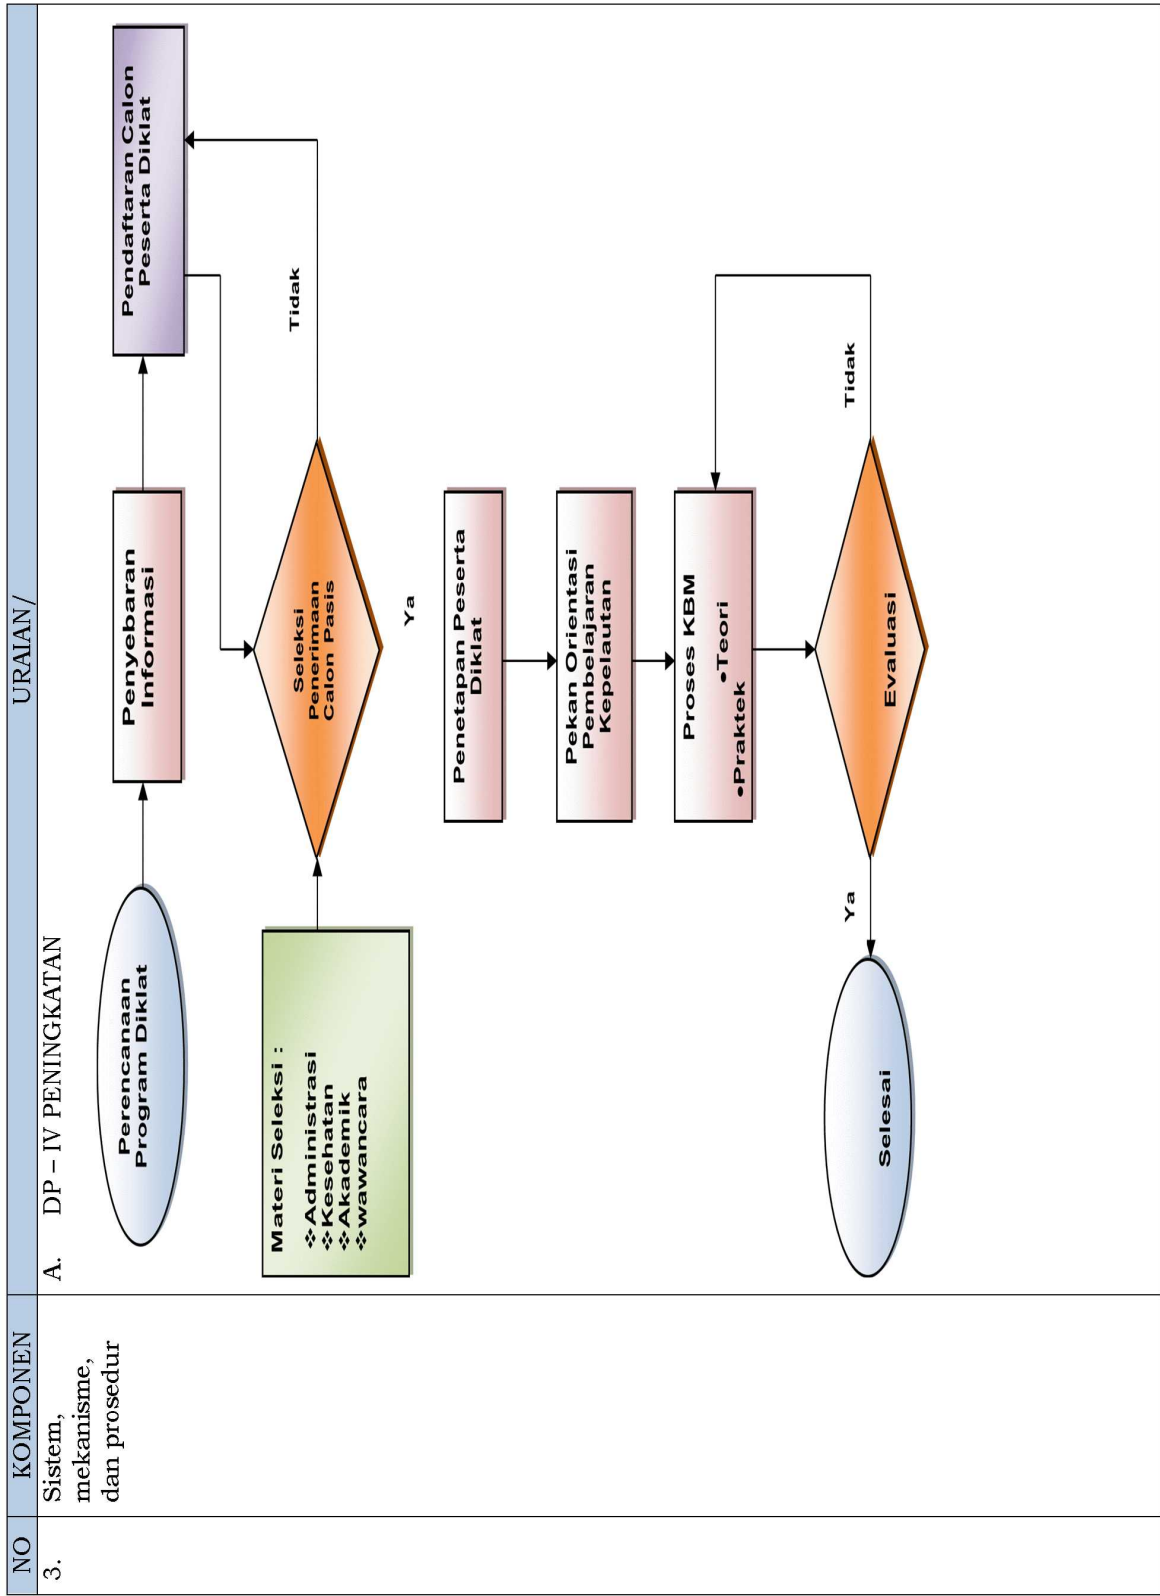 NO KOMPONEN URAIAN/
3. Sistem,
mekanisme,
dan prosedur
A. DP – IV PENINGKATAN
Perencanaan
Program Diklat
Penyebaran
Informasi
Pendaftaran Calon
Peserta Diklat
Materi Seleksi :
❖Administrasi
❖Kesehatan
❖Akademik
❖wawancara
Seleksi
Penerimaan
Calon Pasis
Tidak
Ya
Penetapan Peserta
Diklat
Pekan Orientasi
Pembelajaran
Kepelautan
Proses KBM
•Teori
•Praktek
Evaluasi
Tidak
Ya
Selesai